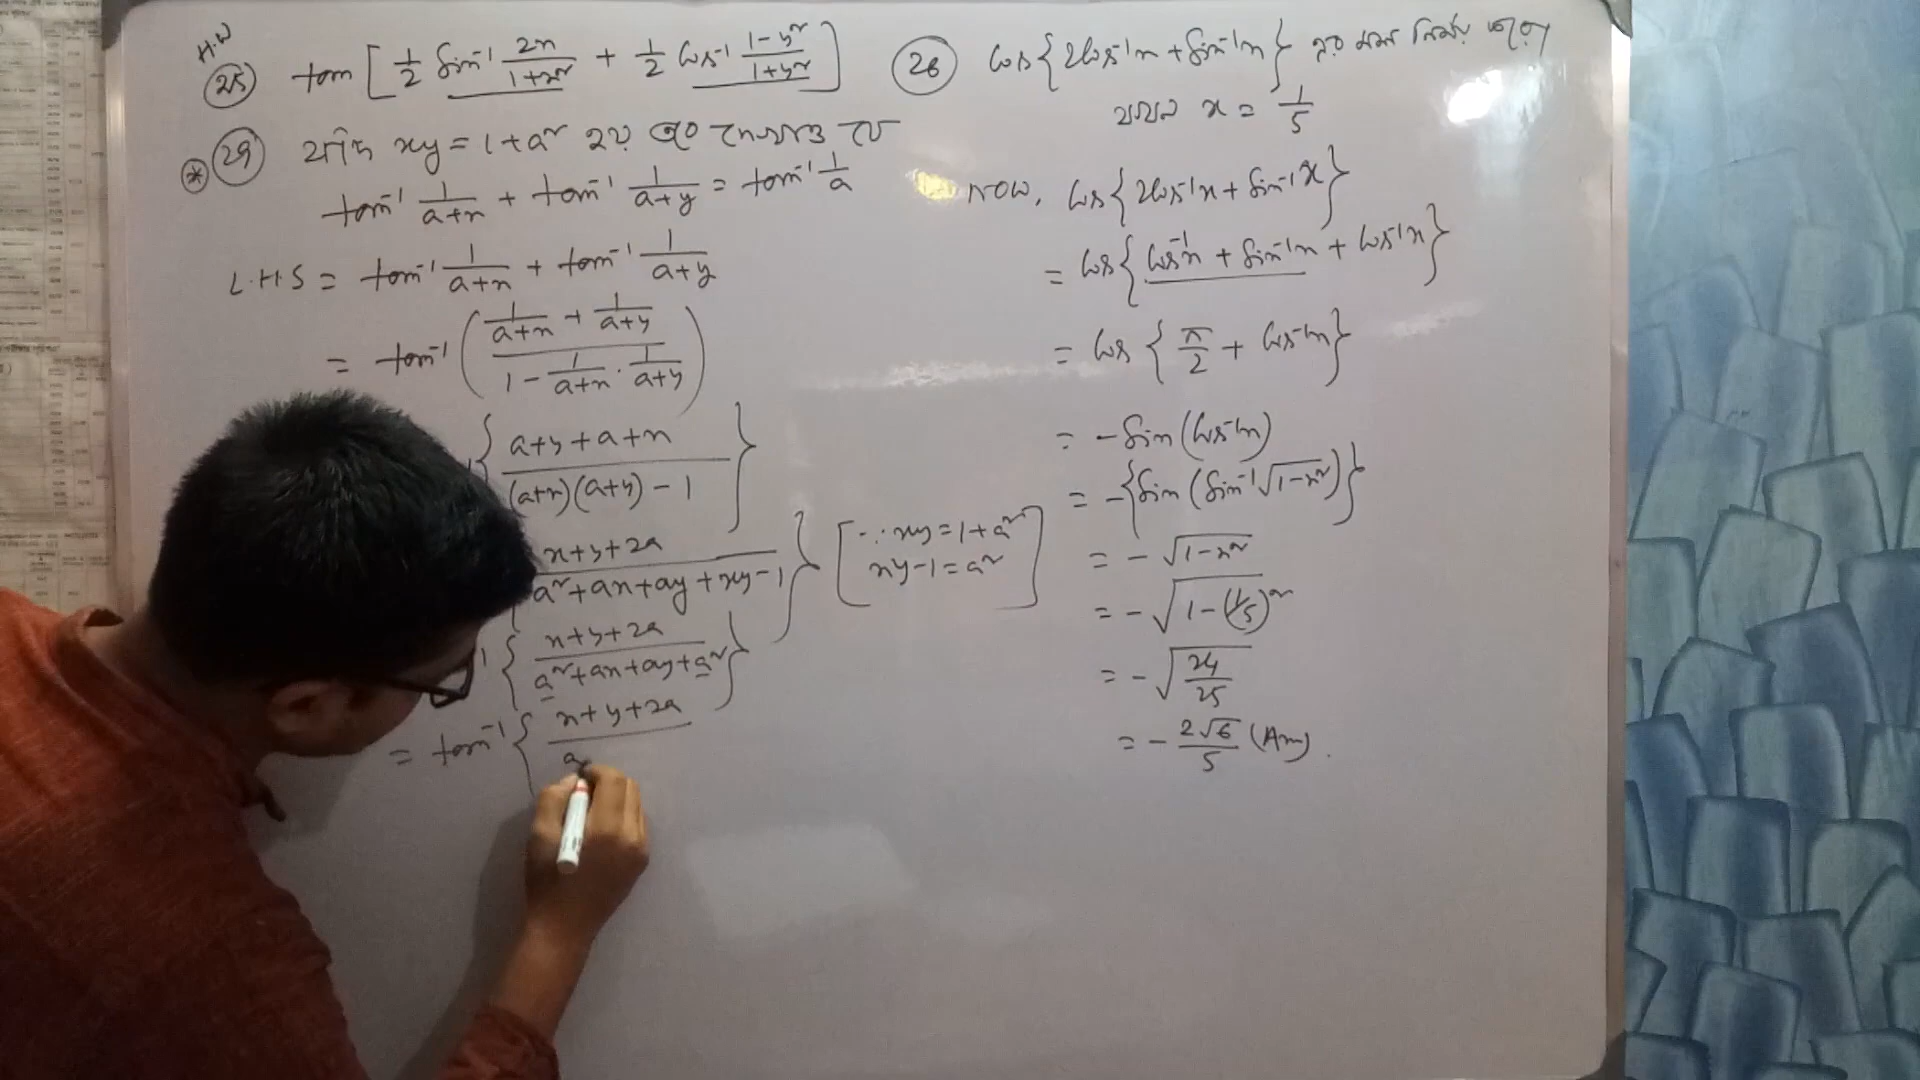 H.W
(25) tan [ 1/2 sin⁻¹ 2x/(1+x²) + 1/2 cos⁻¹ (1-y²)/(1+y²) ]
(*) (29) যদি xy = 1+a² হয় তবে দেখাও যে
tan⁻¹ 1/(a+x) + tan⁻¹ 1/(a+y) = tan⁻¹ 1/a
L.H.S = tan⁻¹ 1/(a+x) + tan⁻¹ 1/(a+y)
= tan⁻¹ ( (1/(a+x) + 1/(a+y)) / (1 - 1/(a+x) · 1/(a+y)) )
{ (a+y+a+x) / ((a+x)(a+y) - 1) }
(x+y+2a) / (a²+ax+ay+xy-1) } [ ∵ xy = 1+a²
xy-1 = a² ]
⁻¹ { (x+y+2a) / (a²+ax+ay+a²) }
= tan⁻¹ { (x+y+2a) / a
(28) cos{2cos⁻¹x + sin⁻¹x} এর মান নির্ণয় করো
যখন x = 1/5
NOW, cos{2cos⁻¹x + sin⁻¹x}
= cos{cos⁻¹x + sin⁻¹x + cos⁻¹x}
= cos{π/2 + cos⁻¹x}
= -sin(cos⁻¹x)
= -{sin(sin⁻¹√(1-x²))}
= -√(1-x²)
= -√(1-(1/5)²)
= -√(24/25)
= - 2√6/5 (Ans).